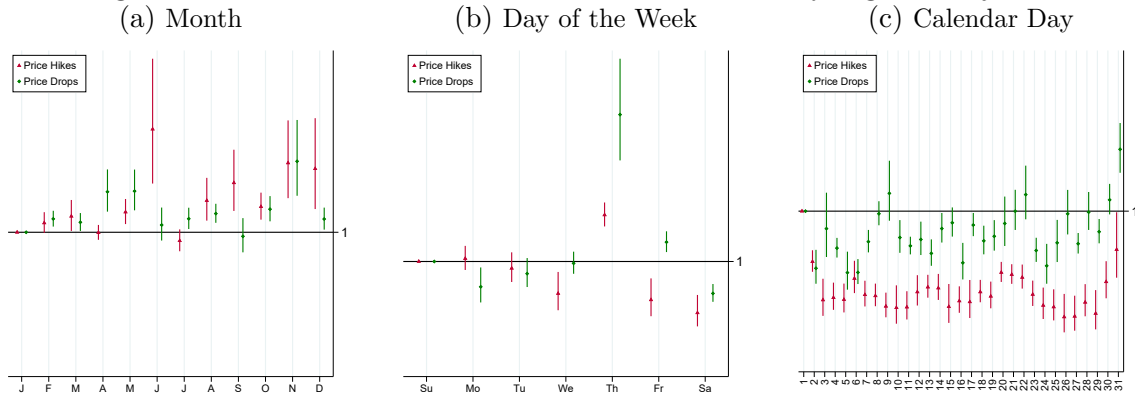 (a) Month
(b) Day of the Week
(c) Calendar Day
Price Hikes
Price Drops
1
J F M A M J J A S O N D
Price Hikes
Price Drops
1
Su Mo Tu We Th Fr Sa
Price Hikes
Price Drops
1
1 2 3 4 5 6 7 8 9 10 11 12 13 14 15 16 17 18 19 20 21 22 23 24 25 26 27 28 29 30 31